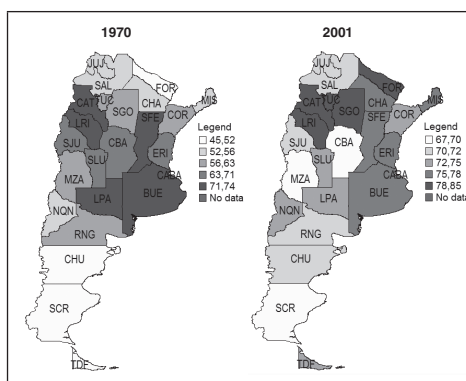 1970
JUJ
SAL
FOR
CAT
TUC
SGO
CHA
MIS
COR
LRI
SFE
SJU
CBA
ERI
SLU
CABA
MZA
LPA
BUE
NQN
RNG
CHU
SCR
TDF
Legend
45,52
52,56
56,63
63,71
71,74
No data
2001
JUJ
SAL
FOR
CAT
TUC
SGO
CHA
MIS
COR
LRI
SFE
SJU
CBA
ERI
SLU
CABA
MZA
LPA
BUE
NQN
RNG
CHU
SCR
TDF
Legend
67,70
70,72
72,75
75,78
78,85
No data